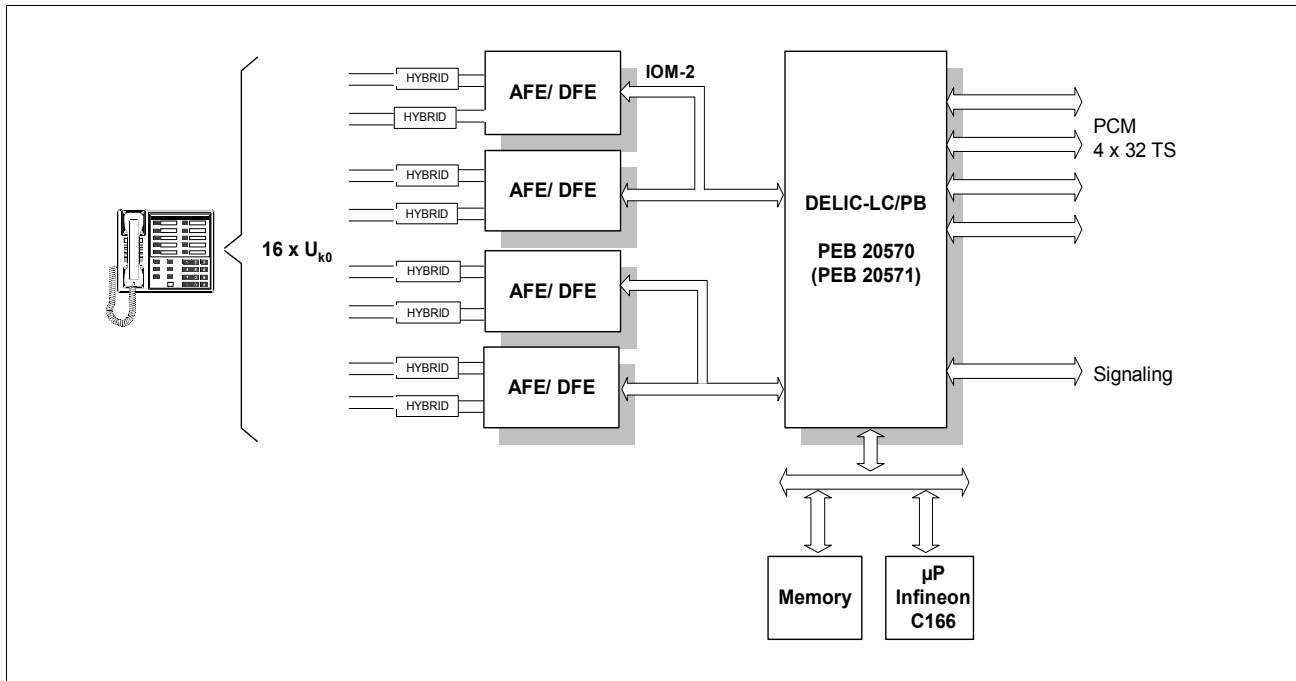 16 x Uk0
HYBRID
HYBRID
AFE/ DFE
HYBRID
HYBRID
AFE/ DFE
HYBRID
HYBRID
AFE/ DFE
HYBRID
HYBRID
AFE/ DFE
IOM-2
DELIC-LC/PB
PEB 20570
(PEB 20571)
PCM
4 x 32 TS
Signaling
Memory
µP
Infineon
C166